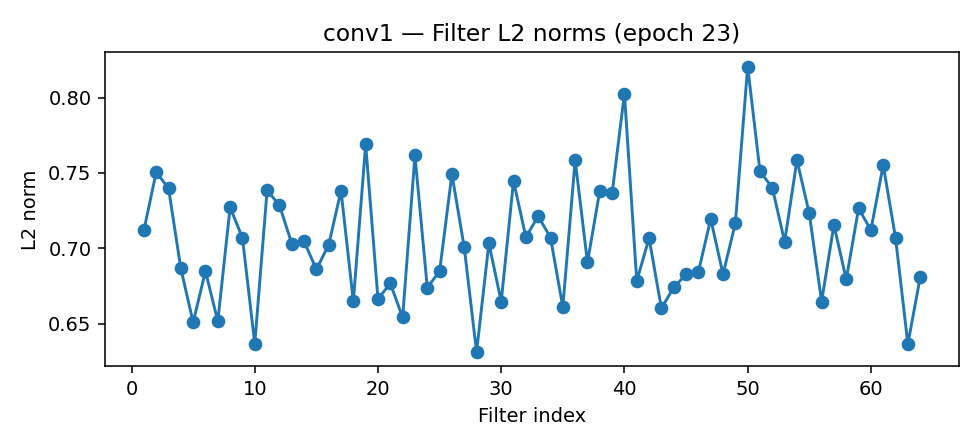 conv1 — Filter L2 norms (epoch 23)
L2 norm
0.80
0.75
0.70
0.65
0 10 20 30 40 50 60
Filter index